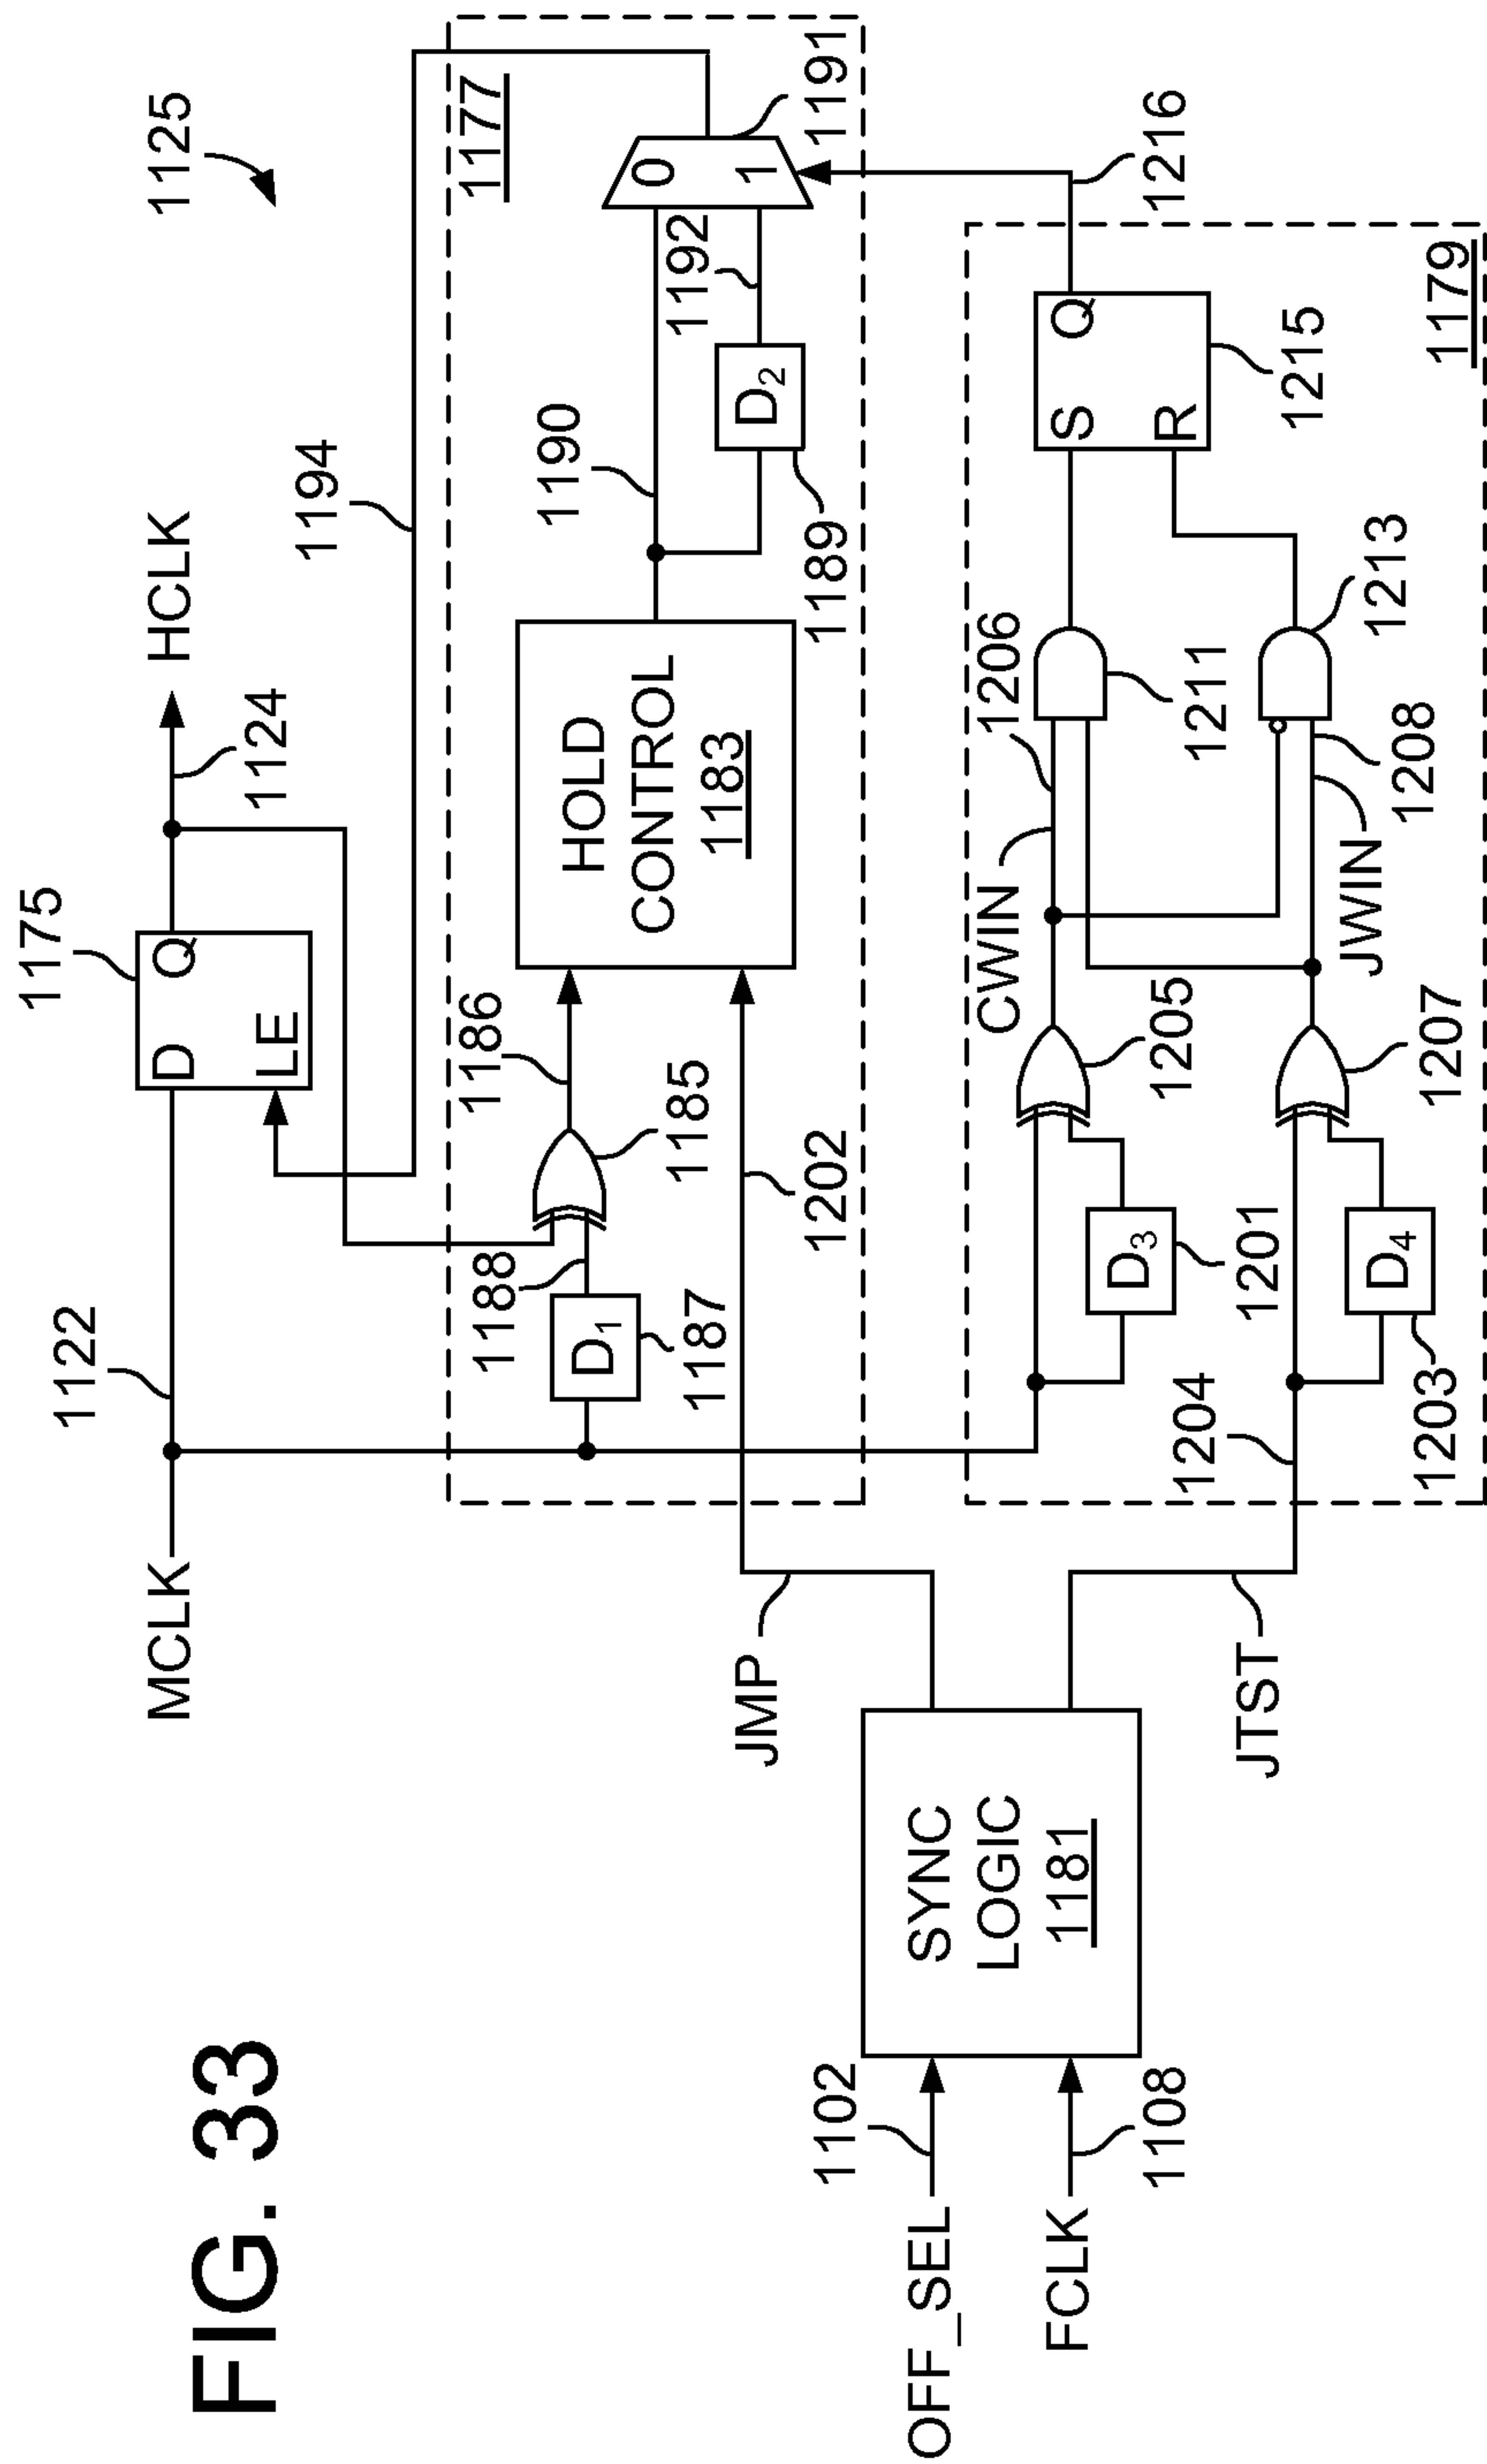 FIG. 33
1125
MCLK
1122
1175
D
Q
LE
1124
HCLK
1194
1177
1186
1188
D1
1187
1185
HOLD
CONTROL
1183
1190
D2
1189
1192
0
1
1191
JMP
1202
OFF_SEL
1102
FCLK
1108
SYNC
LOGIC
1181
JTST
1204
D3
1201
D4
1203
1205
1207
CWIN
1206
JWIN
1208
1211
1213
S
R
Q
1215
1216
1179